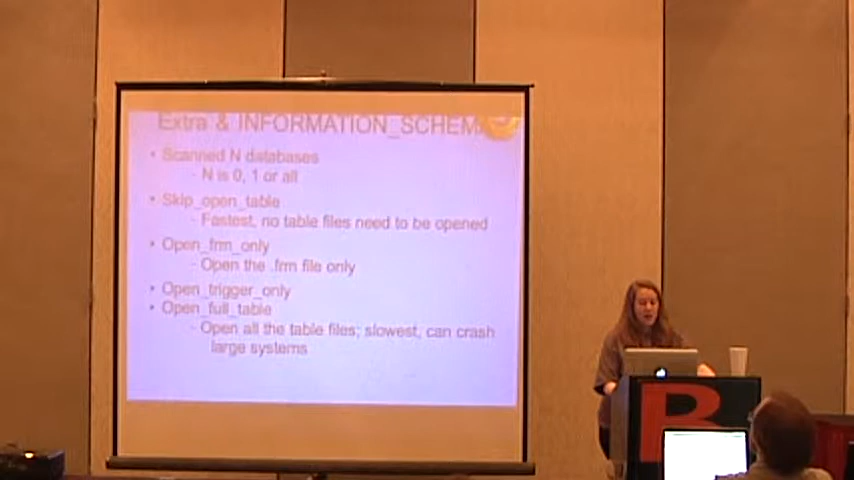 Extra & INFORMATION_SCHEM
• Scanned N databases
- N is 0, 1 or all
• Skip_open_table
- Fastest, no table files need to be opened
• Open_frm_only
- Open the .frm file only
• Open_trigger_only
• Open_full_table
- Open all the table files; slowest, can crash
large systems
R